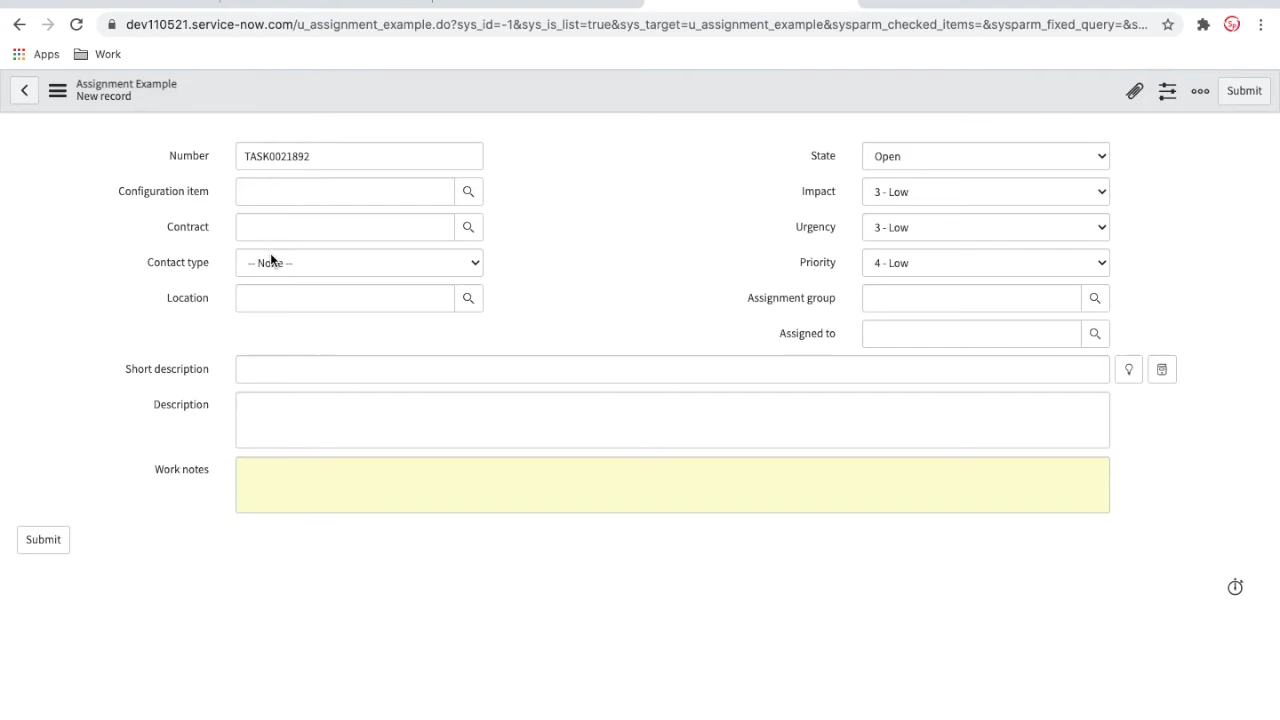 dev110521.service-now.com/u_assignment_example.do?sys_id=-1&sys_is_list=true&sys_target=u_assignment_example&sysparm_checked_items=&sysparm_fixed_query=&s...
Apps
Work
Assignment Example
New record
Submit
Number
TASK0021892
State
Open
Configuration item
Impact
3 - Low
Contract
Urgency
3 - Low
Contact type
-- None --
Priority
4 - Low
Location
Assignment group
Assigned to
Short description
Description
Work notes
Submit